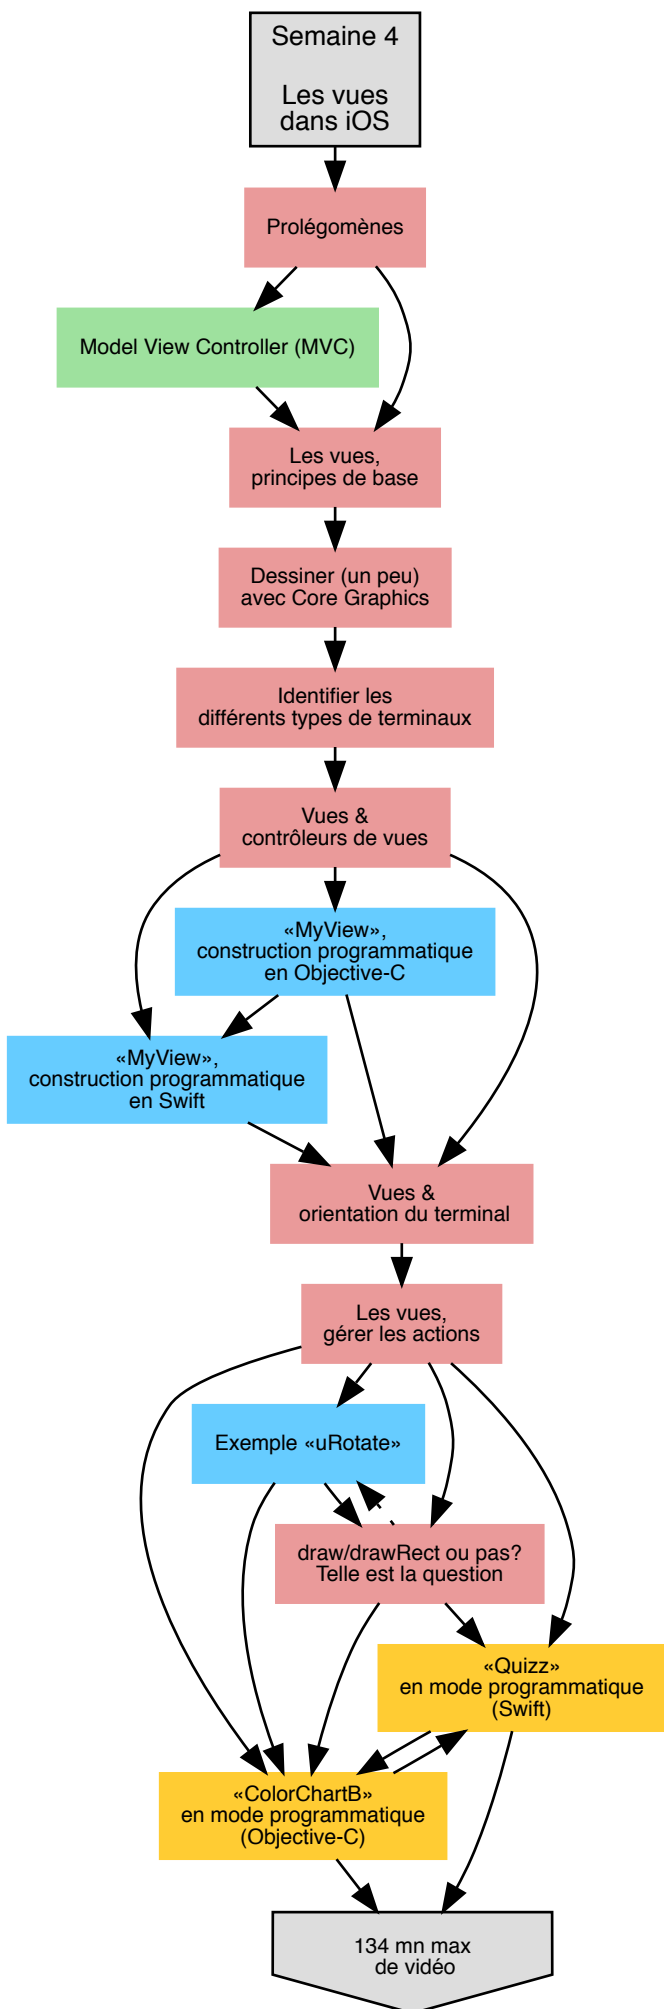 Semaine 4
Les vues
dans iOS
Prolégomènes
Model View Controller (MVC)
Les vues,
principes de base
Dessiner (un peu)
avec Core Graphics
Identifier les
différents types de terminaux
Vues &
contrôleurs de vues
«MyView»,
construction programmatique
en Objective-C
«MyView»,
construction programmatique
en Swift
Vues &
orientation du terminal
Les vues,
gérer les actions
Exemple «uRotate»
draw/drawRect ou pas?
Telle est la question
«Quizz»
en mode programmatique
(Swift)
«ColorChartB»
en mode programmatique
(Objective-C)
134 mn max
de vidéo